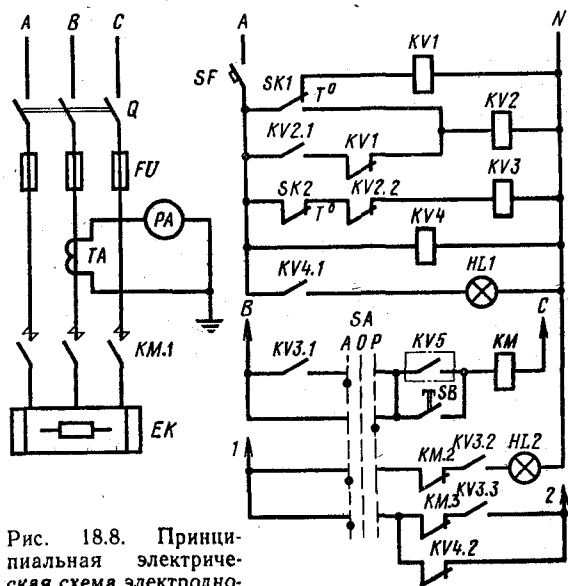 A B C A N
KV1
SF
SK1
T°
Q
KV2
KV2.1
KV1
FU
KV3
SK2
T°
KV2.2
PA
KV4
TA
KV4.1
HL1
B
SA
C
KV3.1
A O P
KV5
KM
KM.1
SB
EK
1
KM.2
KV3.2
HL2
2
KM.3
KV3.3
KV4.2
Рис. 18.8. Принци-
пиальная электриче-
ская схема электродно-